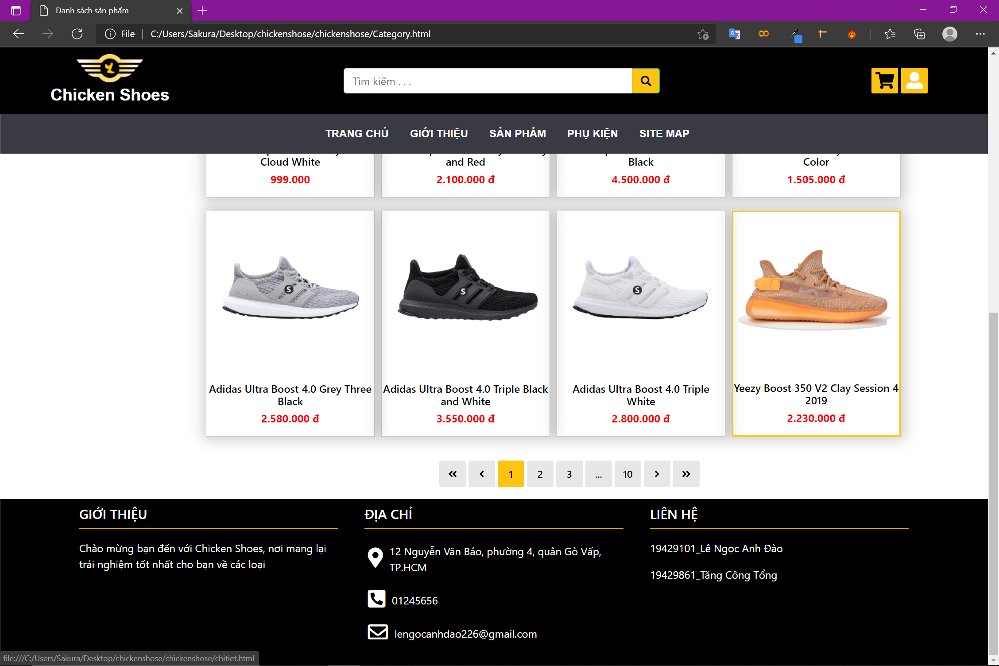 Danh sách sản phẩm
File
C:/Users/Sakura/Desktop/chickenshose/chickenshose/Category.html
Chicken Shoes
Tìm kiếm . . .
TRANG CHỦ GIỚI THIỆU SẢN PHẨM PHỤ KIỆN SITE MAP
Cloud White
999.000
and Red
2.100.000 đ
Black
4.500.000 đ
Color
1.505.000 đ
Adidas Ultra Boost 4.0 Grey Three
Black
2.580.000 đ
Adidas Ultra Boost 4.0 Triple Black
and White
3.550.000 đ
Adidas Ultra Boost 4.0 Triple
White
2.800.000 đ
Yeezy Boost 350 V2 Clay Session 4
2019
2.230.000 đ
« ‹ 1 2 3 ... 10 › »
GIỚI THIỆU
Chào mừng bạn đến với Chicken Shoes, nơi mang lại
trải nghiệm tốt nhất cho bạn về các loại
ĐỊA CHỈ
12 Nguyễn Văn Bảo, phường 4, quân Gò Vấp,
TP.HCM
01245656
lengocanhdao226@gmail.com
LIÊN HỆ
19429101_Lê Ngọc Anh Đào
19429861_Tăng Công Tổng
file:///C:/Users/Sakura/Desktop/chickenshose/chickenshose/chitiet.html